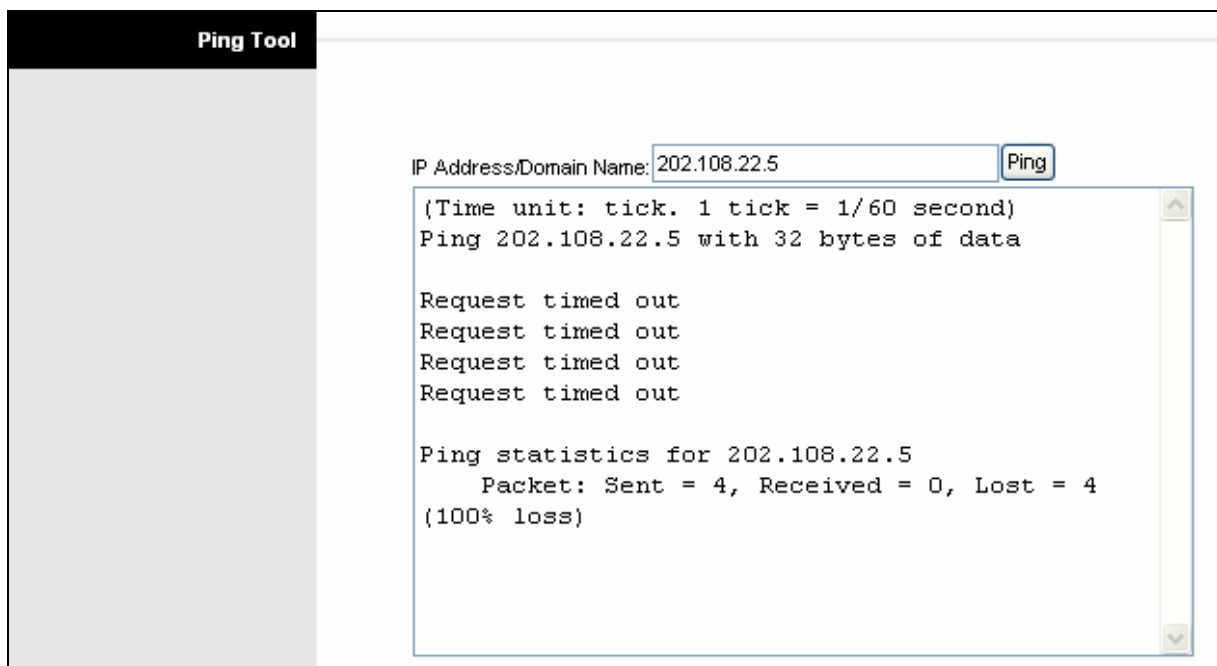 Ping Tool
IP Address/Domain Name: 202.108.22.5 Ping
(Time unit: tick. 1 tick = 1/60 second)
Ping 202.108.22.5 with 32 bytes of data
Request timed out
Request timed out
Request timed out
Request timed out
Ping statistics for 202.108.22.5
Packet: Sent = 4, Received = 0, Lost = 4
(100% loss)